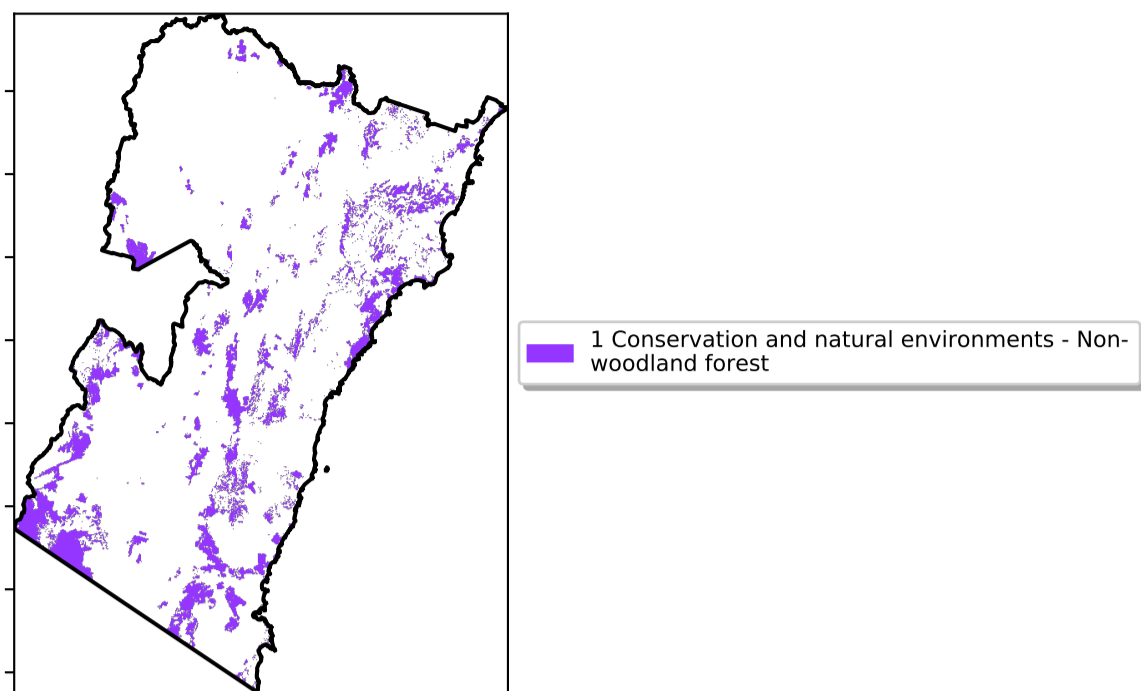 1 Conservation and natural environments - Non-
woodland forest